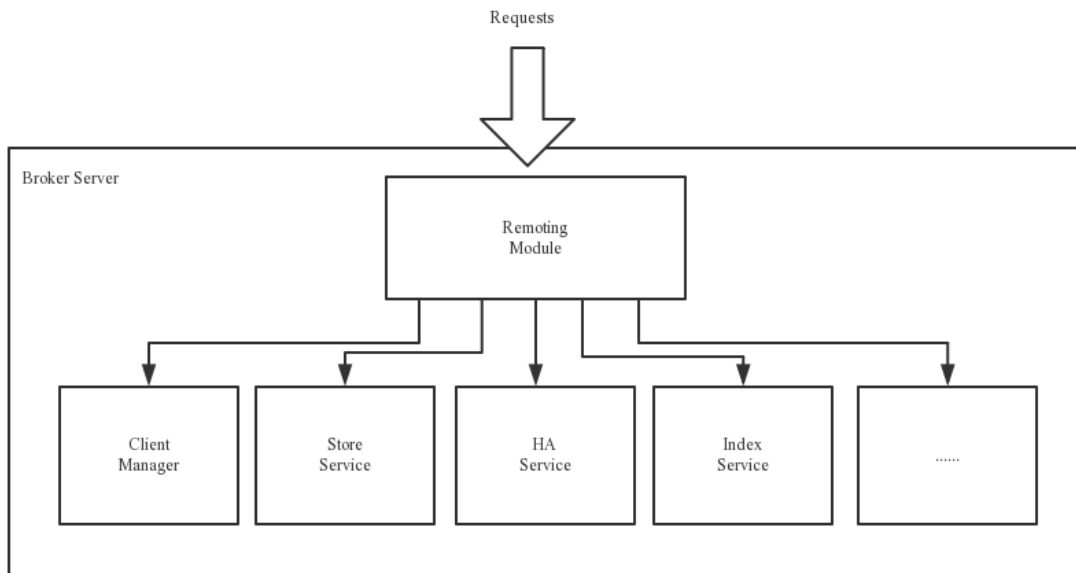 Requests
Broker Server
Remoting
Module
Client
Manager
Store
Service
HA
Service
Index
Service
......